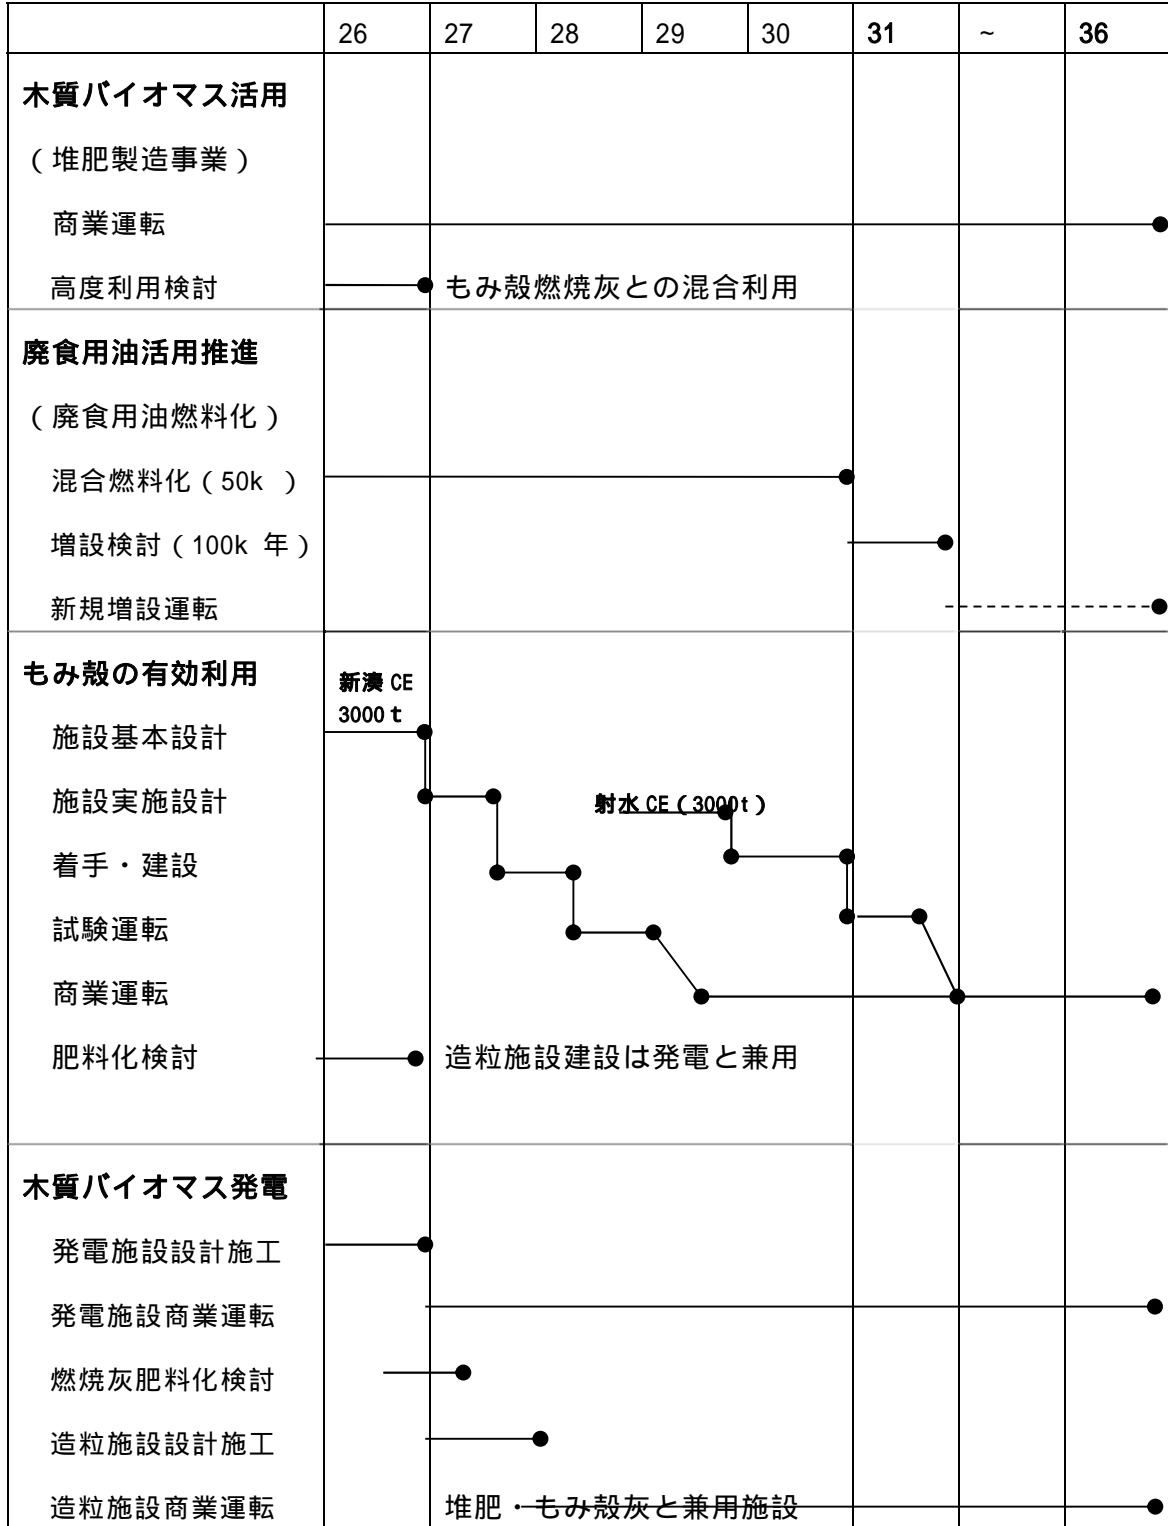 26 27 28 29 30 31 ~ 36
木質バイオマス活用
（堆肥製造事業）
商業運転
高度利用検討 もみ殻燃焼灰との混合利用
廃食用油活用推進
（廃食用油燃料化）
混合燃料化（50k ）
増設検討（100k 年）
新規増設運転
もみ殻の有効利用
新湊 CE
3000ｔ
施設基本設計
施設実施設計 射水 CE（3000t）
着手・建設
試験運転
商業運転
肥料化検討 造粒施設建設は発電と兼用
木質バイオマス発電
発電施設設計施工
発電施設商業運転
燃焼灰肥料化検討
造粒施設設計施工
造粒施設商業運転 堆肥・もみ殻灰と兼用施設